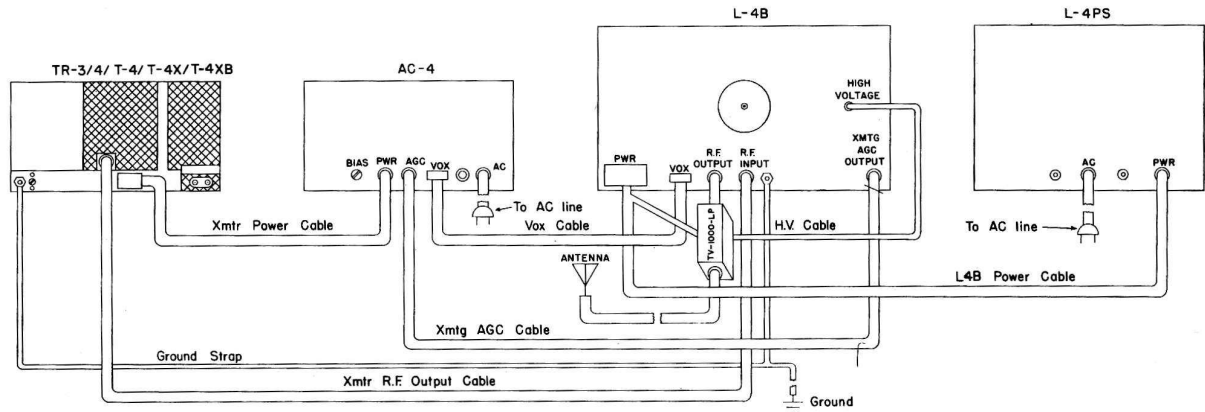 L-4B
L-4PS
TR-3/4/ T-4/ T-4X/T-4XB
AC-4
HIGH
VOLTAGE
XMTG
AGC
OUTPUT
BIAS PWR AGC VOX AC
PWR VOX
R.F.
OUTPUT
R.F.
INPUT
AC PWR
To AC line
Xmtr Power Cable
Vox Cable
TV-1000-LP
H.V. Cable
To AC line
ANTENNA
L4B Power Cable
Xmtg AGC Cable
Ground Strap
Xmtr R.F. Output Cable
Ground